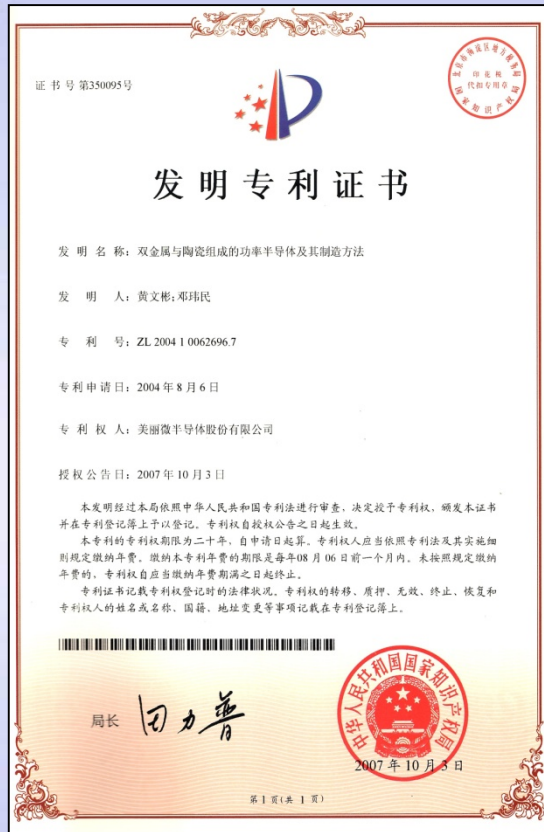 证书号第350095号
印花税
代扣专用章
发明专利证书
发明名称：双金属与陶瓷组成的功率半导体及其制造方法
发明人：黄文彬;邓玮民
专利号：ZL 2004 1 0062696.7
专利申请日：2004年8月6日
专利权人：美丽微半导体股份有限公司
授权公告日：2007年10月3日
本发明经过本局依照中华人民共和国专利法进行审查，决定授予专利权，颁发本证书
并在专利登记簿上予以登记。专利权自授权公告之日起生效。
本专利的专利权期限为二十年，自申请日起算。专利权人应当依照专利法及其实施细
则规定缴纳年费。缴纳本专利年费的期限是每年08月06日前一个月内。未按照规定缴纳
年费的，专利权自应当缴纳年费期满之日起终止。
专利证书记载专利权登记时的法律状况。专利权的转移、质押、无效、终止、恢复和
专利权人的姓名或名称、国籍、地址变更等事项记载在专利登记簿上。
局长
田力普
中华人民共和国国家知识产权局
2007年10月3日
第1页(共1页)